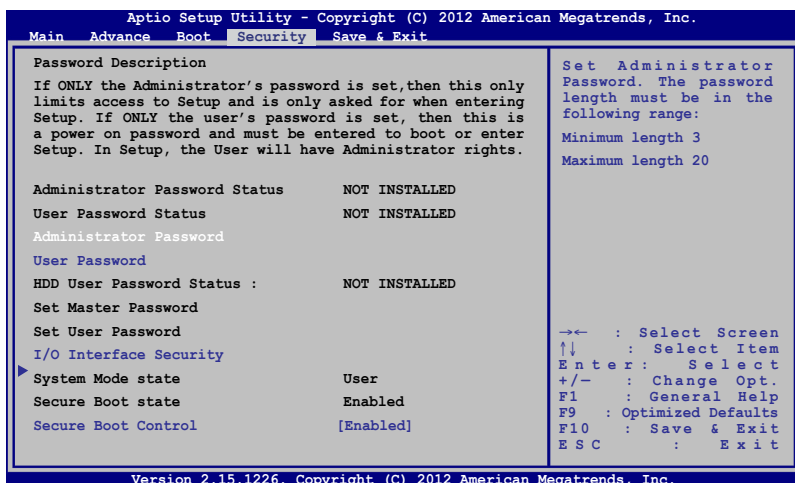 Aptio Setup Utility - Copyright (C) 2012 American Megatrends, Inc.
Main Advance Boot Security Save & Exit
Password Description
If ONLY the Administrator's password is set,then this only
limits access to Setup and is only asked for when entering
Setup. If ONLY the user's password is set, then this is
a power on password and must be entered to boot or enter
Setup. In Setup, the User will have Administrator rights.
Administrator Password Status NOT INSTALLED
User Password Status NOT INSTALLED
Administrator Password
User Password
HDD User Password Status : NOT INSTALLED
Set Master Password
Set User Password
I/O Interface Security
System Mode state User
Secure Boot state Enabled
Secure Boot Control [Enabled]
Set Administrator
Password. The password
length must be in the
following range:
Minimum length 3
Maximum length 20
→← : Select Screen
↑↓ : Select Item
Enter: Select
+/— : Change Opt.
F1 : General Help
F9 : Optimized Defaults
F10 : Save & Exit
ESC : Exit
Version 2.15.1226. Copyright (C) 2012 American Megatrends, Inc.